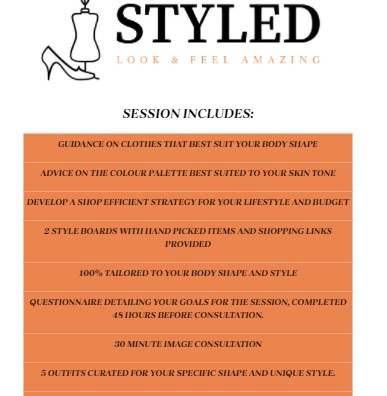 STYLED
LOOK & FEEL AMAZING
SESSION INCLUDES:
GUIDANCE ON CLOTHES THAT BEST SUIT YOUR BODY SHAPE
ADVICE ON THE COLOUR PALETTE BEST SUITED TO YOUR SKIN TONE
DEVELOP A SHOP EFFICIENT STRATEGY FOR YOUR LIFESTYLE AND BUDGET
2 STYLE BOARDS WITH HAND PICKED ITEMS AND SHOPPING LINKS
PROVIDED
100% TAILORED TO YOUR BODY SHAPE AND STYLE
QUESTIONNAIRE DETAILING YOUR GOALS FOR THE SESSION, COMPLETED
48 HOURS BEFORE CONSULTATION.
30 MINUTE IMAGE CONSULTATION
5 OUTFITS CURATED FOR YOUR SPECIFIC SHAPE AND UNIQUE STYLE.